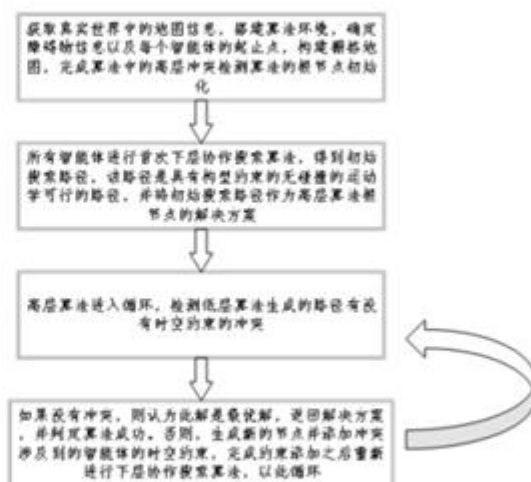 获取真实世界中的地图信息，搭建算法环境，确定
障碍物信息以及每个智能体的起止点，构建栅格地
图，完成算法中的高层冲突检测算法的根节点初始
化
所有智能体进行首次下层协作搜索算法，得到初始
搜索路径，该路径是具有构型约束的无碰撞的运动
学可行的路径，并将初始搜索路径作为高层算法根
节点的解决方案
高层算法进入循环，检测低层算法生成的路径有没
有时空约束的冲突
如果没有冲突，则认为此解是最优解，返回解决方案
，并判定算法成功。否则，生成新的节点并添加冲突
涉及到的智能体的时空约束，完成约束添加之后重新
进行下层协作搜索算法，以此循环